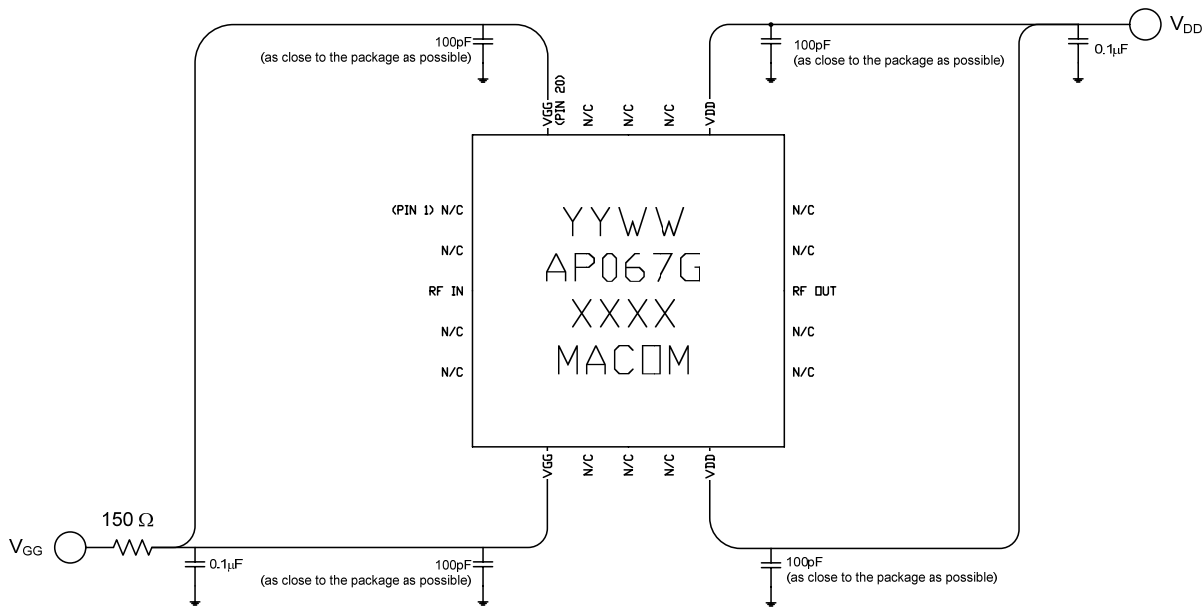 100pF
(as close to the package as possible)
100pF
(as close to the package as possible)
0.1µF
V_DD
VGG
(PIN 20)
N/C
N/C
N/C
VDD
(PIN 1) N/C
N/C
RF IN
N/C
N/C
YYWW
AP067G
XXXX
MACOM
N/C
N/C
RF OUT
N/C
N/C
VGG
N/C
N/C
N/C
VDD
V_GG
150 Ω
0.1µF
100pF
(as close to the package as possible)
100pF
(as close to the package as possible)